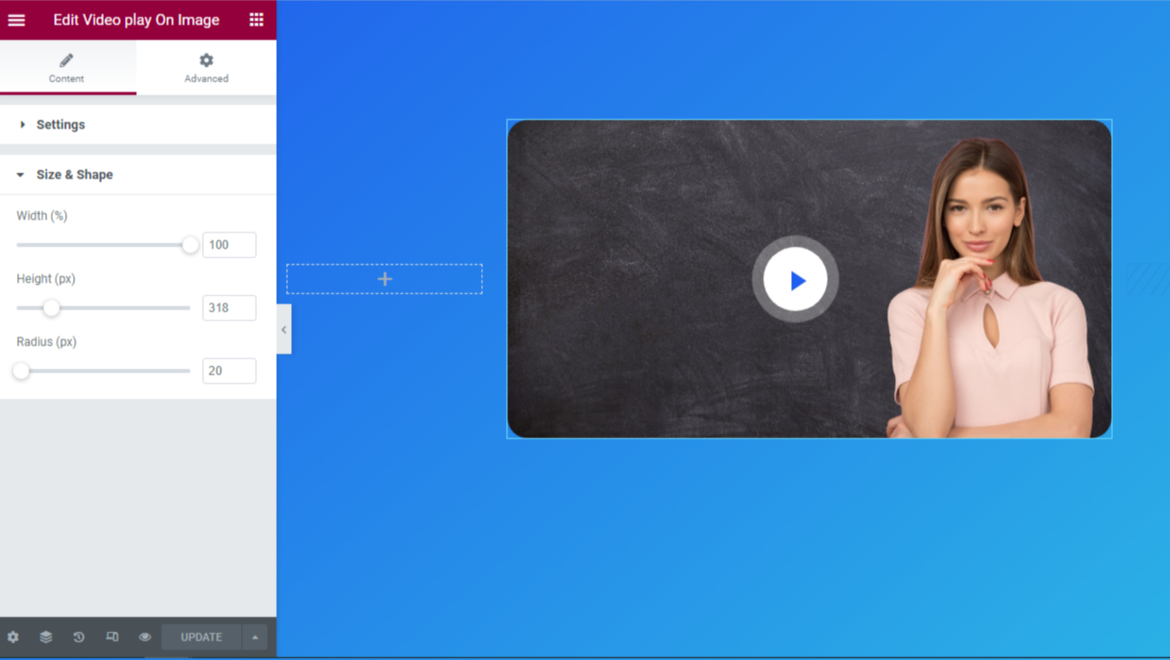 Edit Video play On Image
Content
Advanced
Settings
Size & Shape
Width (%)
100
Height (px)
318
Radius (px)
20
UPDATE